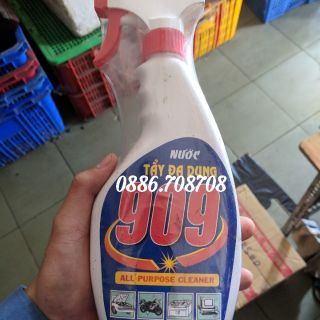 NƯỚC
TẨY ĐA DỤNG
0886.708708
909
ALL PURPOSE CLEANER